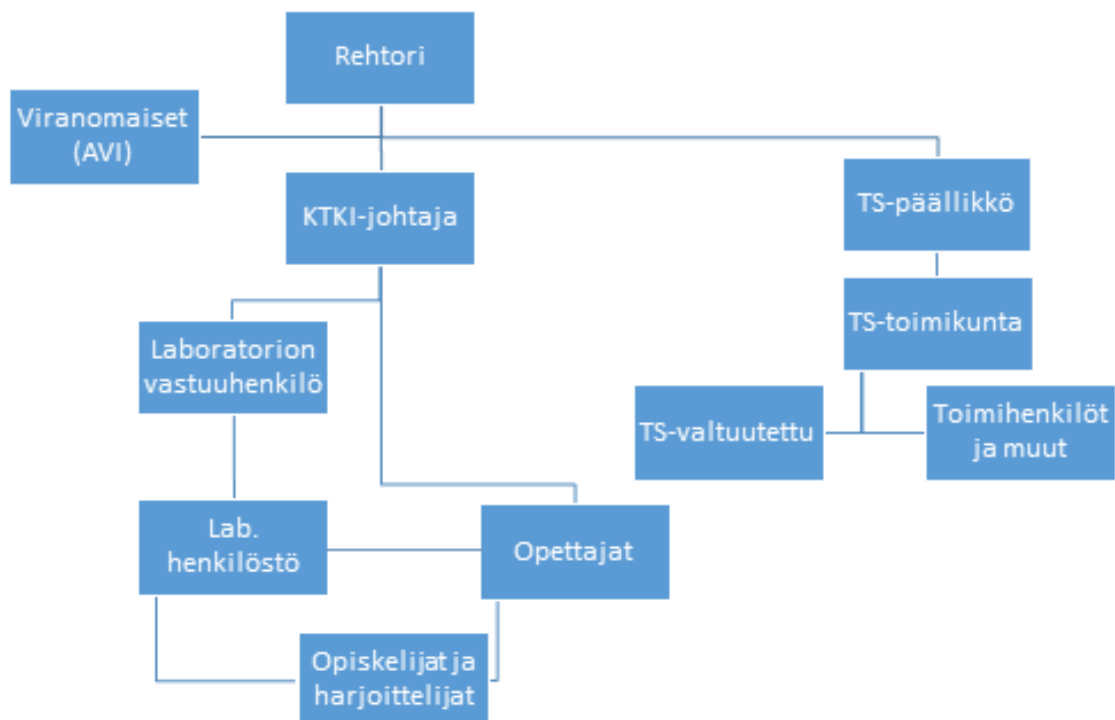 Rehtori
Viranomaiset
(AVI)
KTKI-johtaja
TS-päällikkö
TS-toimikunta
Laboratorion
vastuuhenkilö
TS-valtuutettu
Toimihenkilöt
ja muut
Lab.
henkilöstö
Opettajat
Opiskelijat ja
harjoittelijat